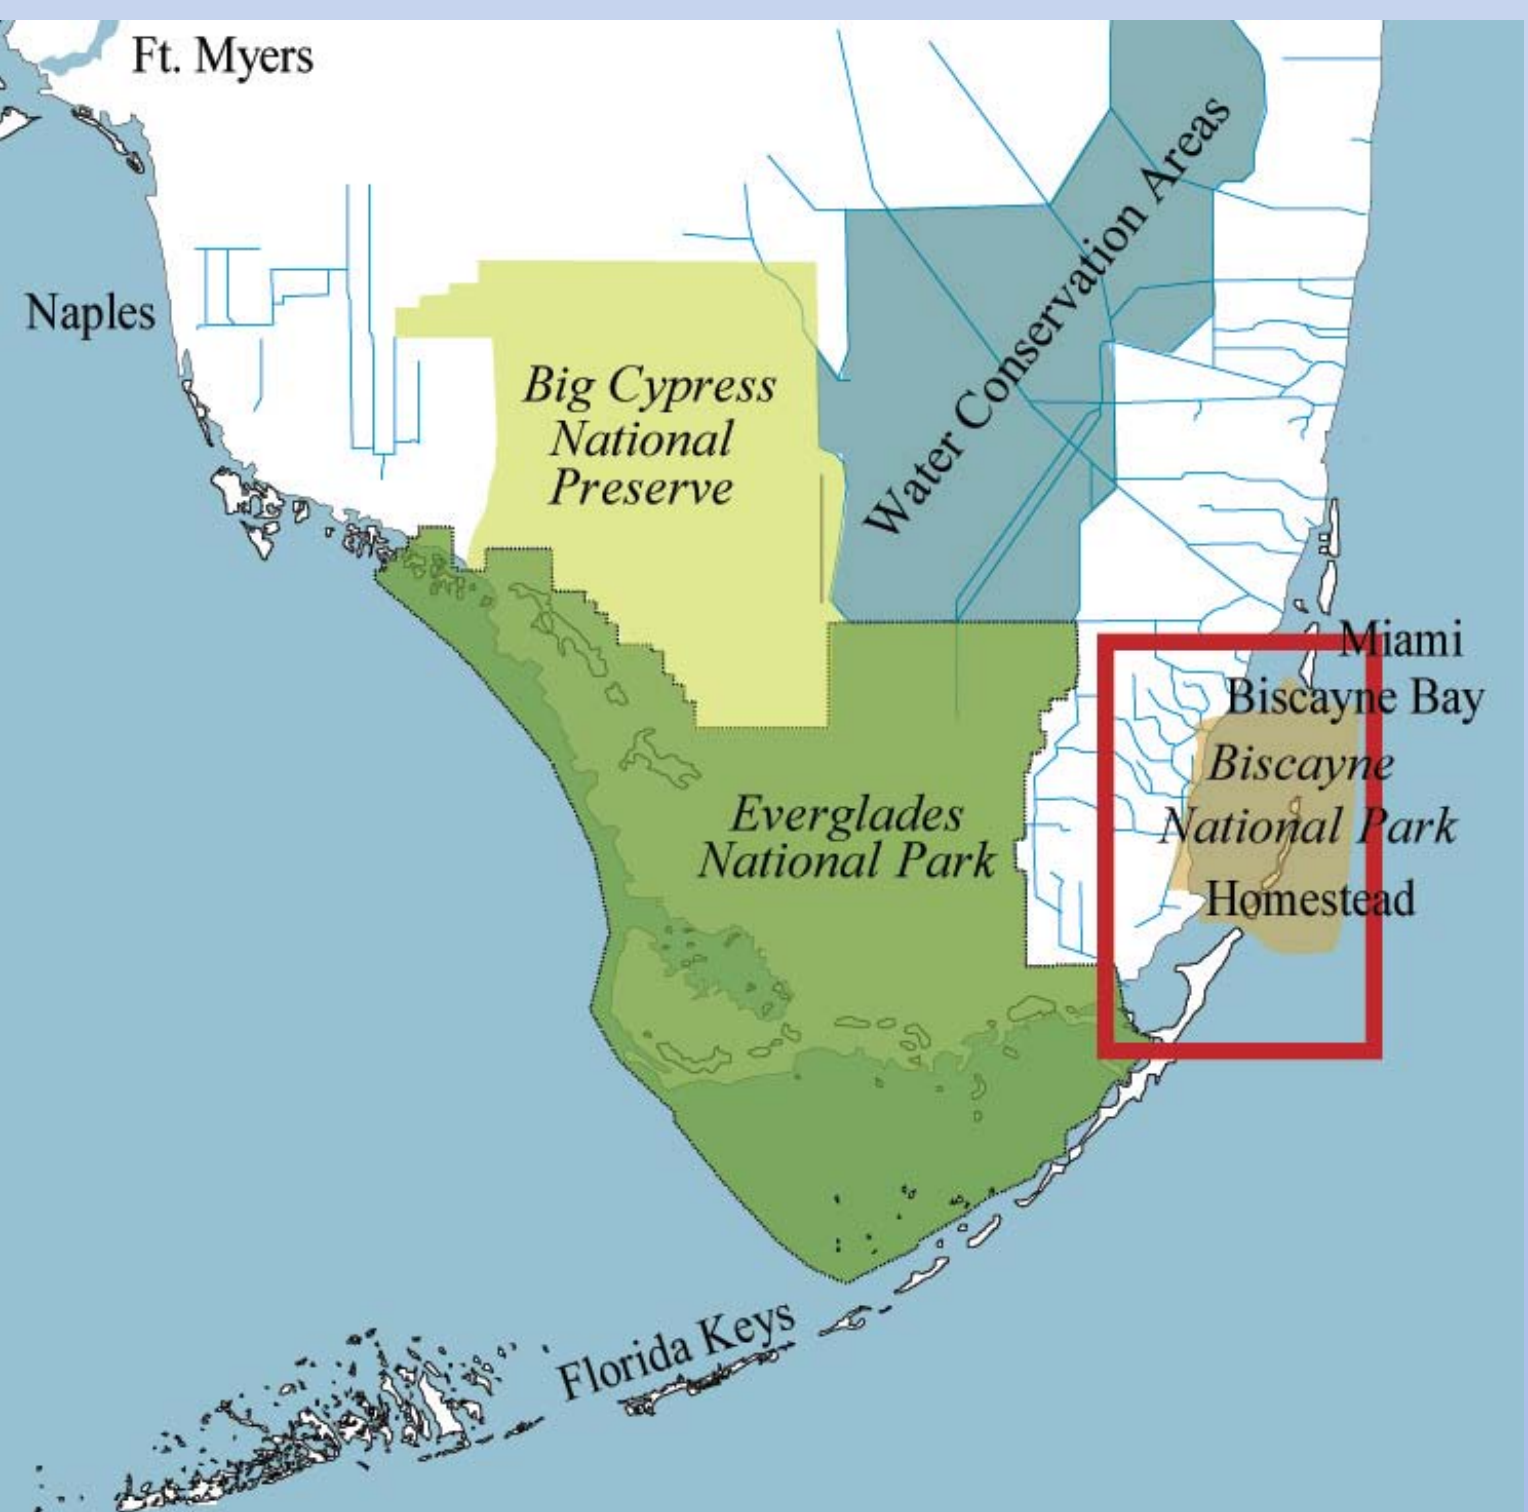 Ft. Myers
Water Conservation Areas
Naples
Big Cypress
National
Preserve
Miami
Biscayne Bay
Biscayne
National Park
Everglades
National Park
Homestead
Florida Keys